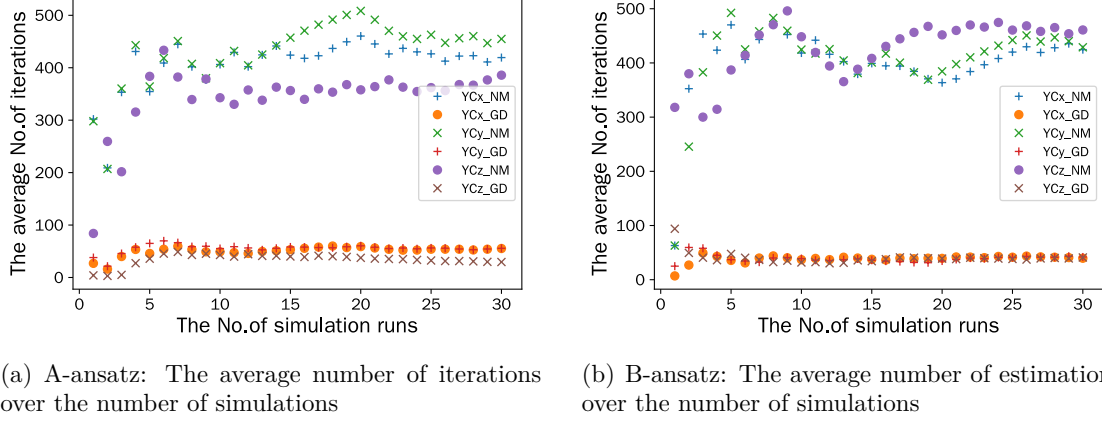 The average No.of iterations
500
400
300
200
100
0
0
5
10
15
20
25
30
The No.of simulation runs
YCx_NM
YCx_GD
YCy_NM
YCy_GD
YCz_NM
YCz_GD
(a) A-ansatz: The average number of iterations
over the number of simulations
The average No.of iterations
500
400
300
200
100
0
0
5
10
15
20
25
30
The No.of simulation runs
YCx_NM
YCx_GD
YCy_NM
YCy_GD
YCz_NM
YCz_GD
(b) B-ansatz: The average number of estimation
over the number of simulations